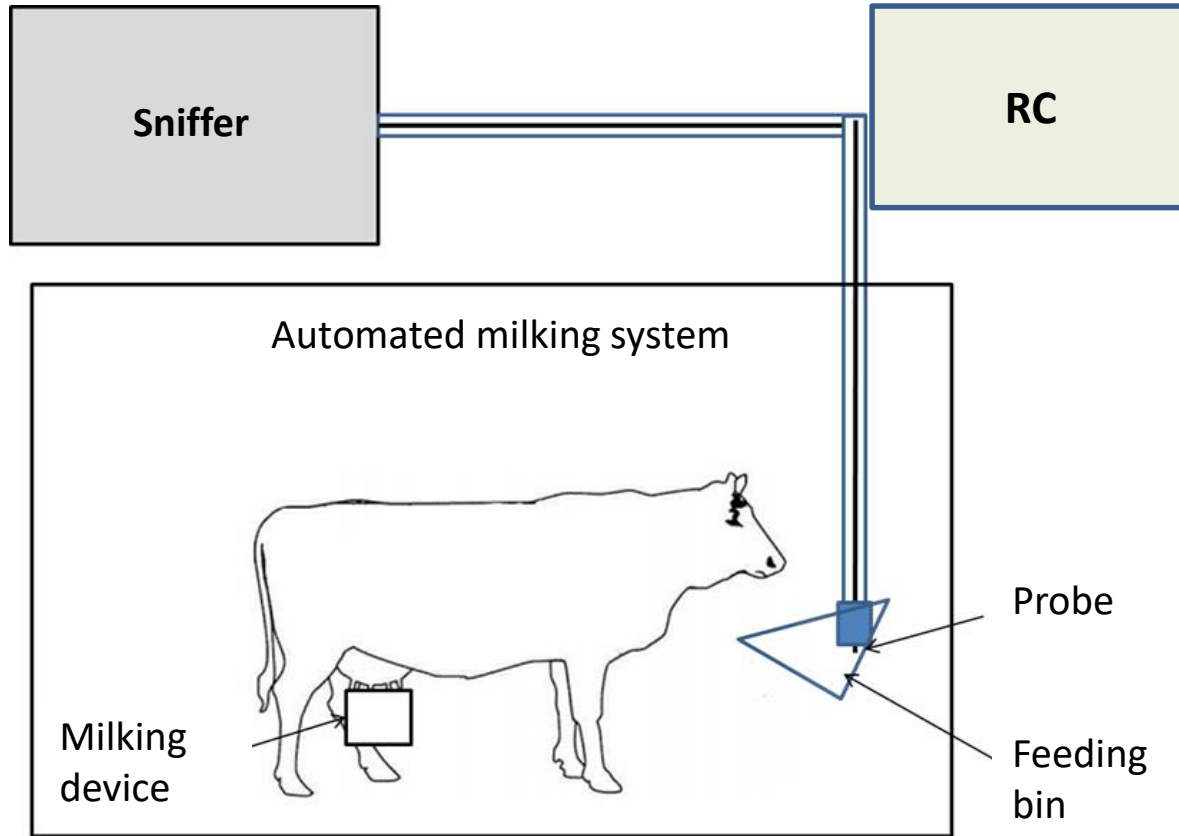 Sniffer
RC
Automated milking system
Probe
Milking
device
Feeding
bin